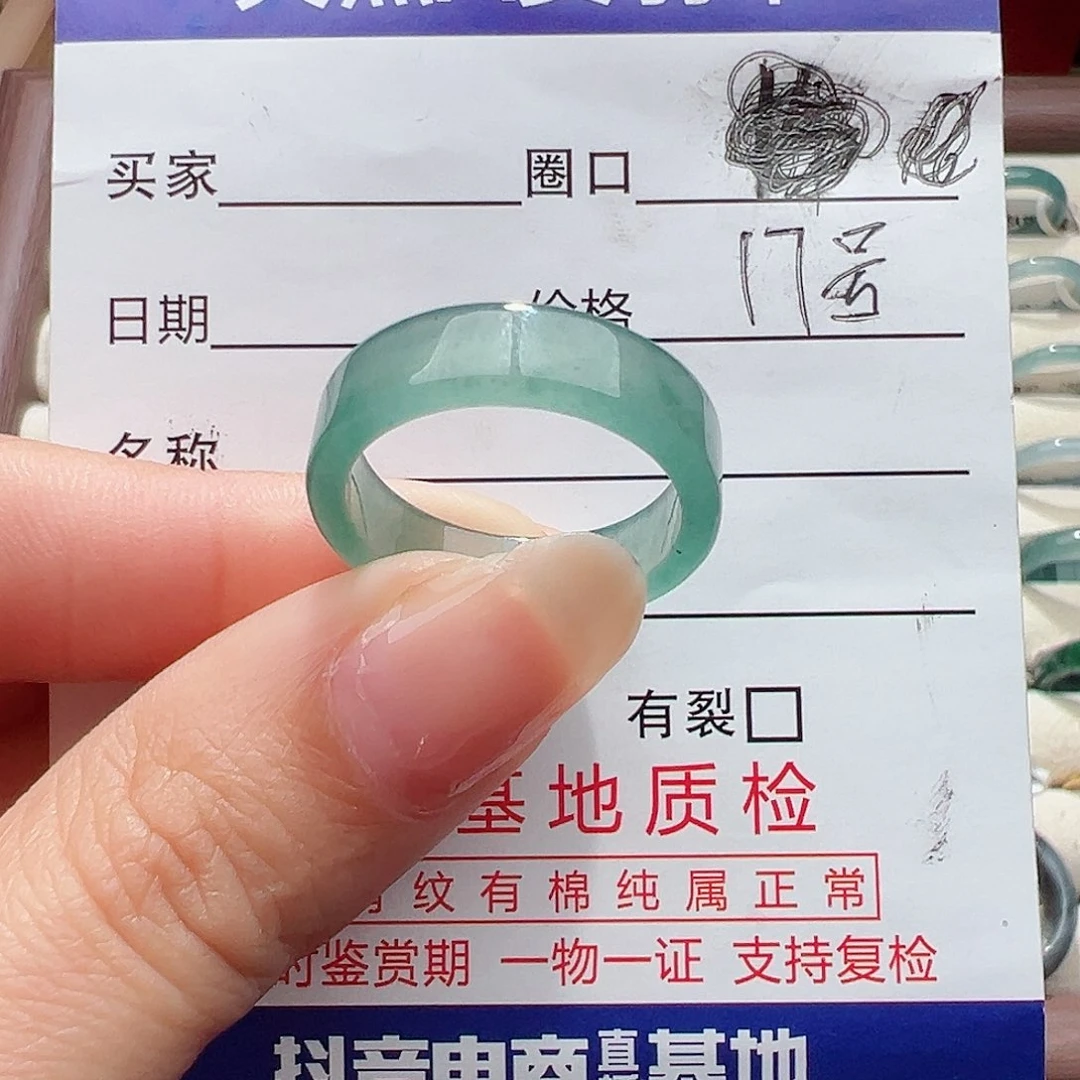 买家 圈口
17号
日期 价格
名称
有裂
基地质检
有纹有棉纯属正常
时鉴赏期 一物一证 支持复检
抖音电商 基地